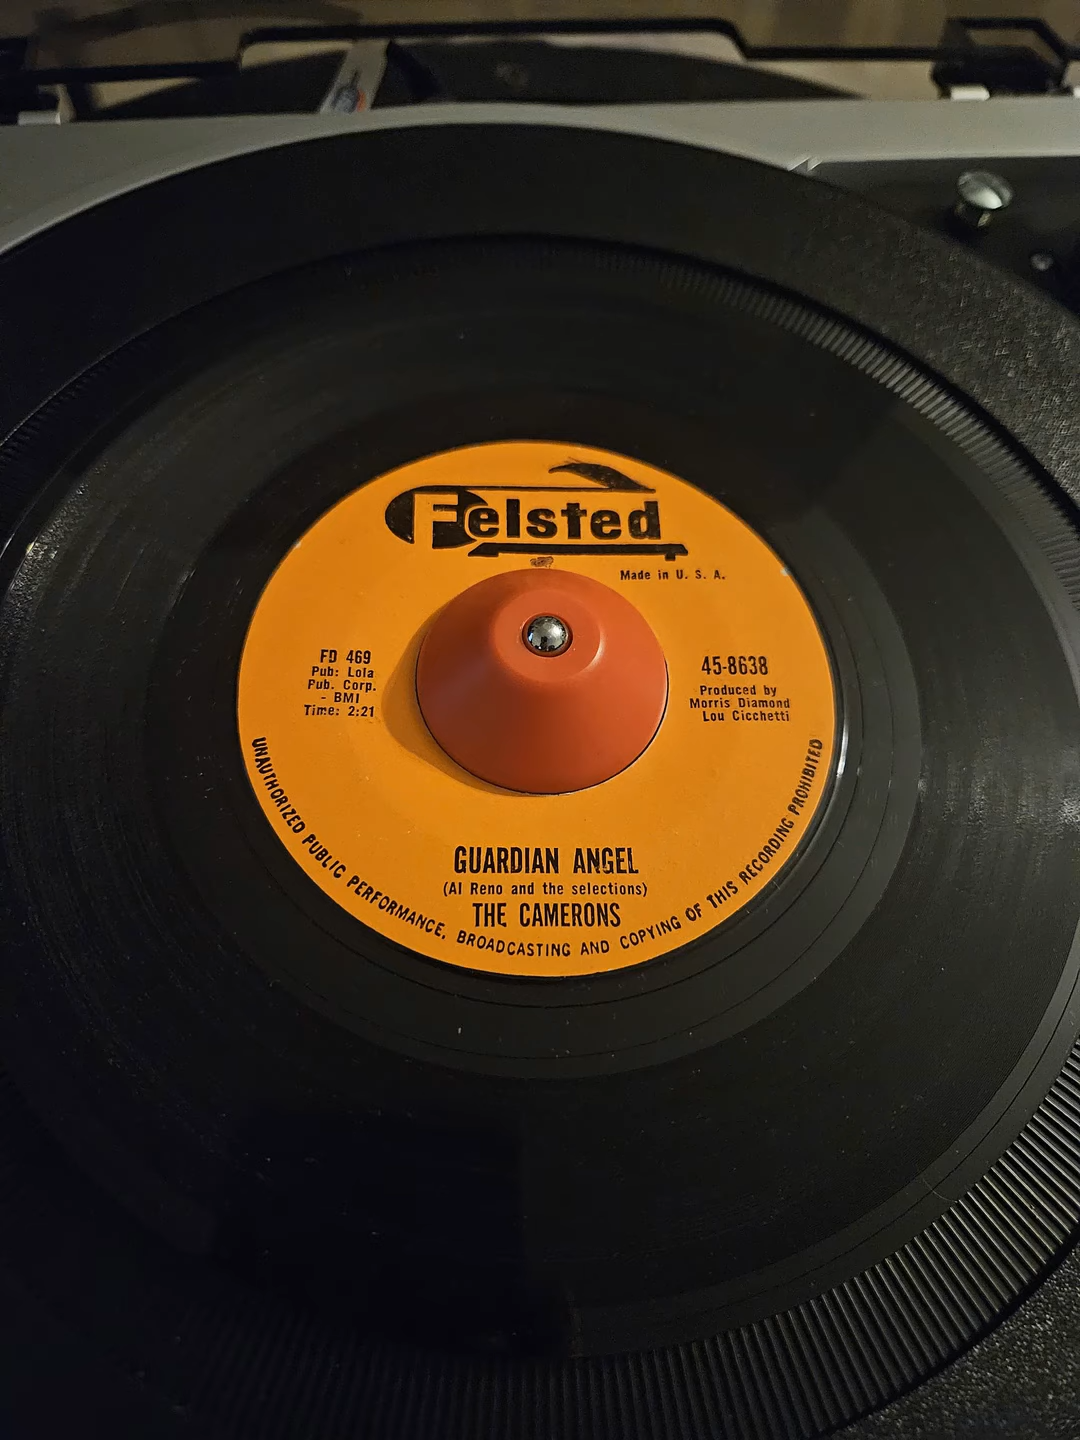 Felsted
Made in U. S. A.
FD 469
Pub: Lola
Pub. Corp.
- BMI
Time: 2:21
45-8638
Produced by
Morris Diamond
Lou Cicchetti
GUARDIAN ANGEL
(Al Reno and the selections)
THE CAMERONS
UNAUTHORIZED PUBLIC PERFORMANCE, BROADCASTING AND COPYING OF THIS RECORDING PROHIBITED